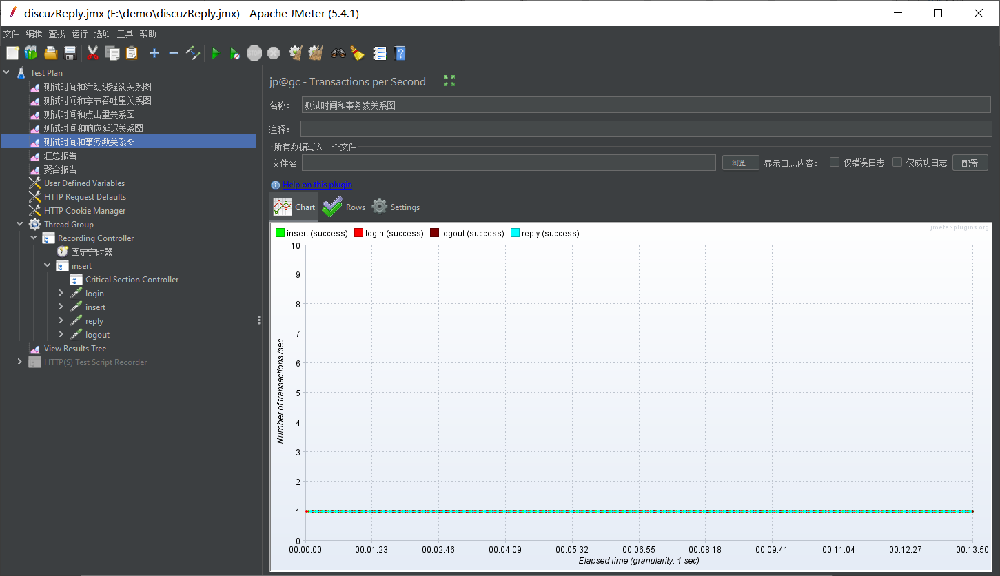 discuzReply.jmx (E:\demo\discuzReply.jmx) - Apache JMeter (5.4.1)
文件 编辑 查找 运行 选项 工具 帮助
STOP
Test Plan
测试时间和活动线程数关系图
测试时间和字节吞吐量关系图
测试时间和点击量关系图
测试时间和响应延迟关系图
测试时间和事务数关系图
汇总报告
聚合报告
User Defined Variables
HTTP Request Defaults
HTTP Cookie Manager
Thread Group
Recording Controller
固定定时器
insert
Critical Section Controller
login
insert
reply
logout
View Results Tree
HTTP(S) Test Script Recorder
jp@gc - Transactions per Second
名称： 测试时间和事务数关系图
注释：
所有数据写入一个文件
文件名 浏览... 显示日志内容： 仅错误日志 仅成功日志 配置
Help on this plugin
Chart Rows Settings
jmeter-plugins.org
insert (success) login (success) logout (success) reply (success)
10
9
8
7
6
5
4
3
2
1
0
Number of transactions /sec
00:00:00 00:01:23 00:02:46 00:04:09 00:05:32 00:06:55 00:08:18 00:09:41 00:11:04 00:12:27 00:13:50
Elapsed time (granularity: 1 sec)